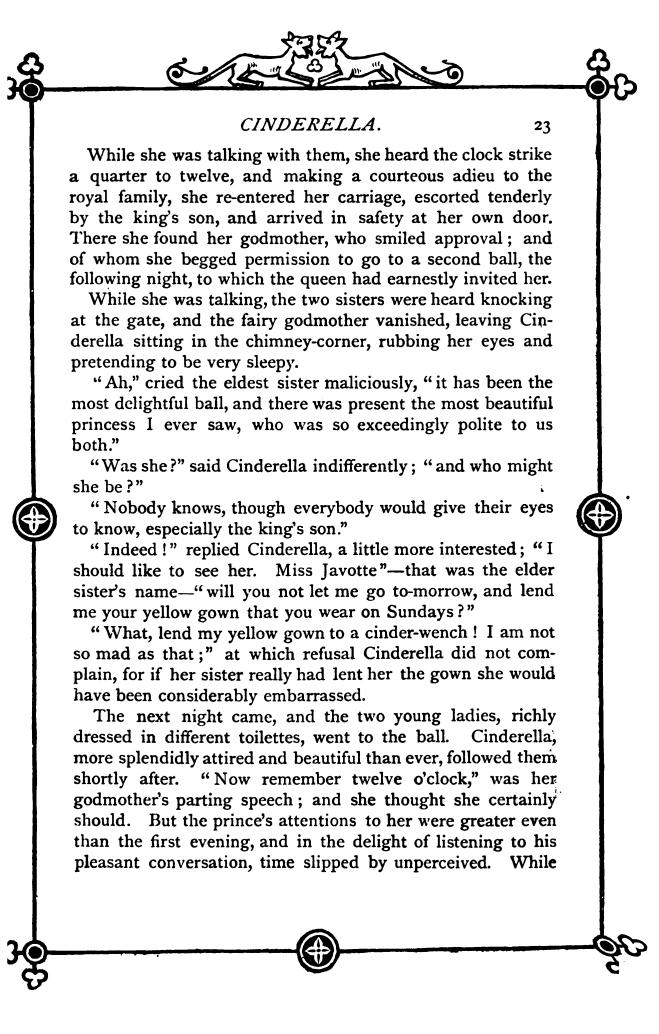 CINDERELLA. 23
While she was talking with them, she heard the clock strike
a quarter to twelve, and making a courteous adieu to the
royal family, she re-entered her carriage, escorted tenderly
by the king's son, and arrived in safety at her own door.
There she found her godmother, who smiled approval ; and
of whom she begged permission to go to a second ball, the
following night, to which the queen had earnestly invited her.
While she was talking, the two sisters were heard knocking
at the gate, and the fairy godmother vanished, leaving Cin-
derella sitting in the chimney-corner, rubbing her eyes and
pretending to be very sleepy.
“ Ah,” cried the eldest sister maliciously, “ it has been the
most delightful ball, and there was present the most beautiful
princess I ever saw, who was so exceedingly polite to us
both.”
“ Was she ?” said Cinderella indifferently ; “ and who might
she be ? ”
“ Nobody knows, though everybody would give their eyes
to know, especially the king's son.”
“ Indeed ! ” replied Cinderella, a little more interested ; “ I
should like to see her. Miss Javotte ”—that was the elder
sister's name—“ will you not let me go to-morrow, and lend
me your yellow gown that you wear on Sundays ? ”
“ What, lend my yellow gown to a cinder-wench ! I am not
so mad as that ; ” at which refusal Cinderella did not com-
plain, for if her sister really had lent her the gown she would
have been considerably embarrassed.
The next night came, and the two young ladies, richly
dressed in different toilettes, went to the ball. Cinderella,
more splendidly attired and beautiful than ever, followed them
shortly after. “ Now remember twelve o'clock,” was her
godmother's parting speech ; and she thought she certainly
should. But the prince's attentions to her were greater even
than the first evening, and in the delight of listening to his
pleasant conversation, time slipped by unperceived. While